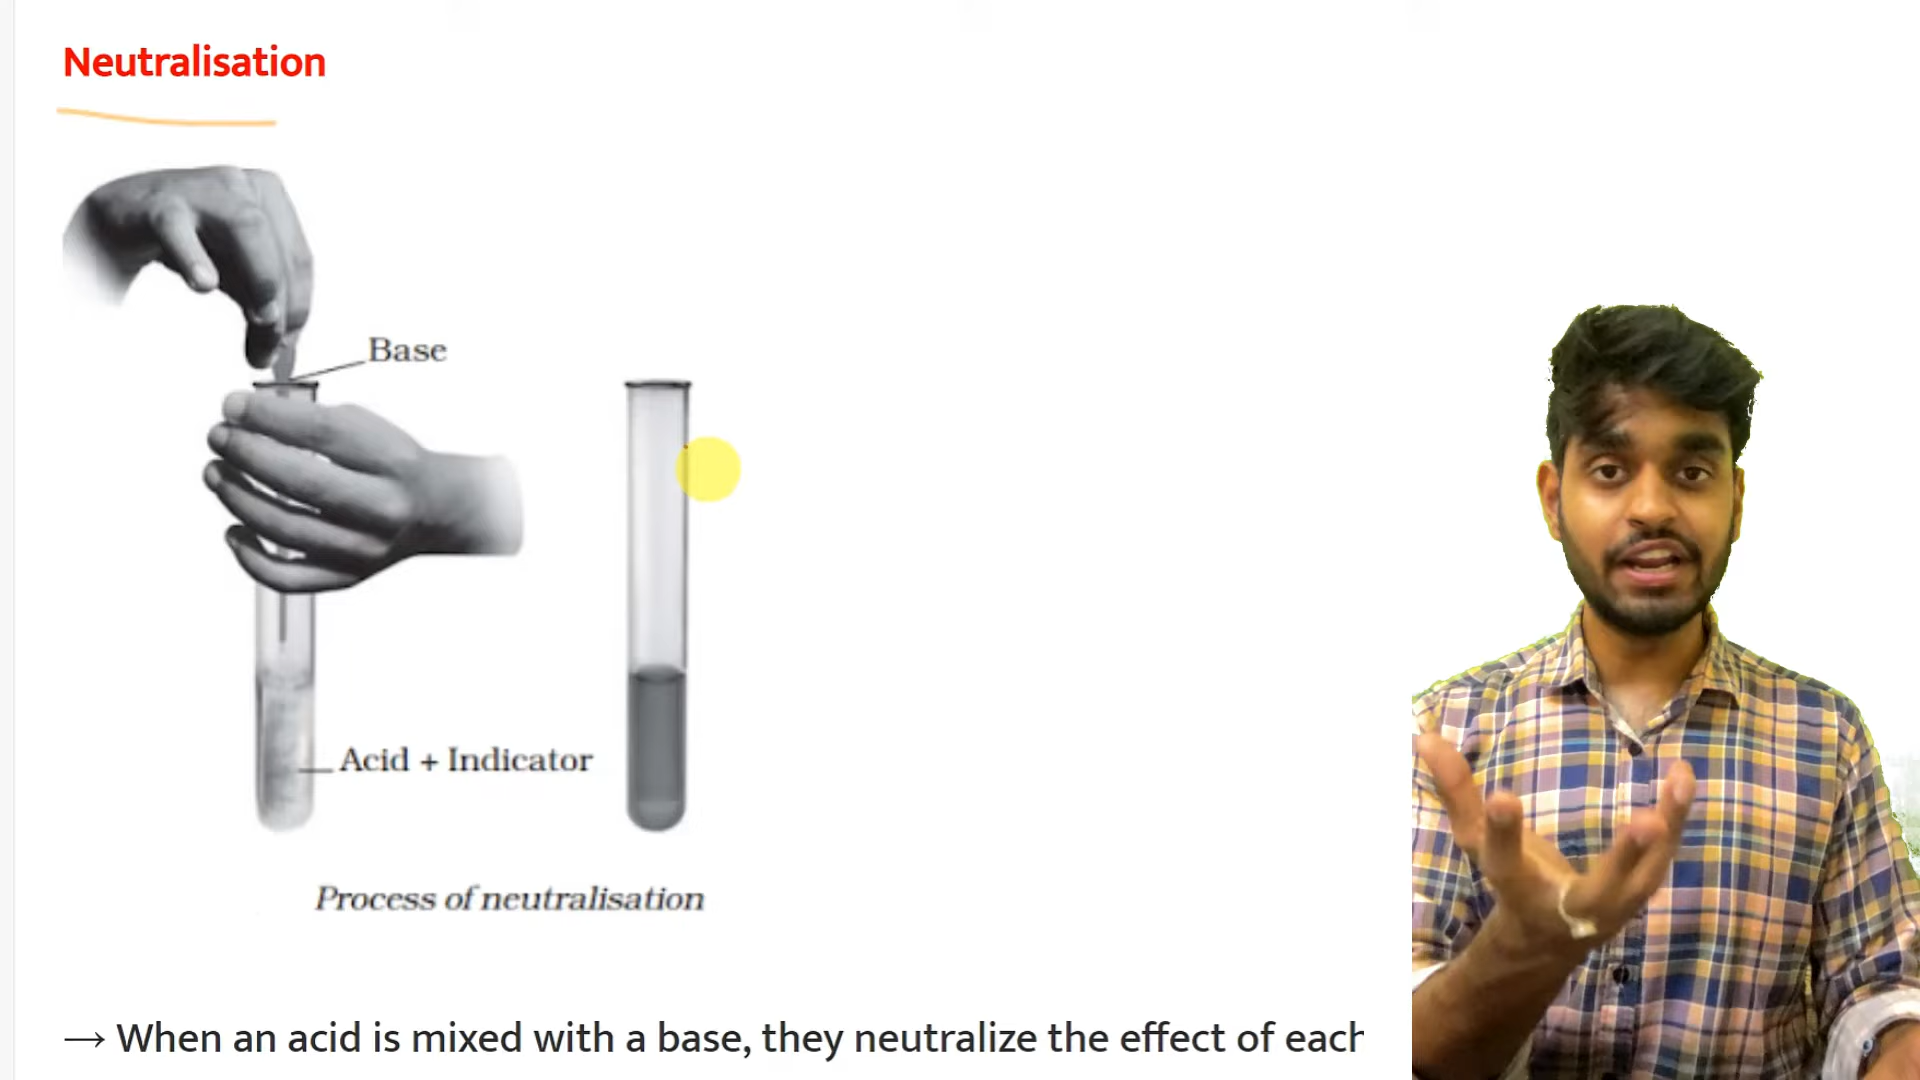 Neutralisation
Base
Acid + Indicator
Process of neutralisation
→ When an acid is mixed with a base, they neutralize the effect of each